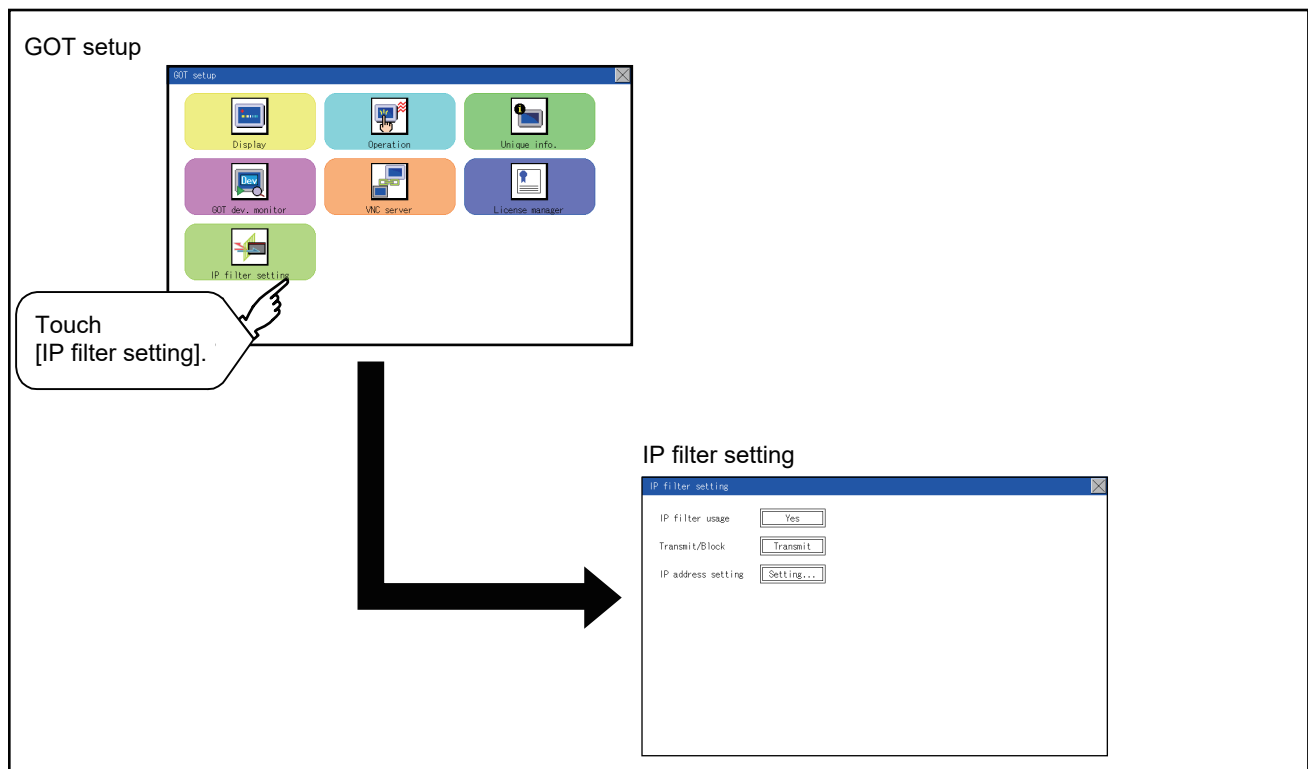 GOT setup
GOT setup
Display
Operation
Unique info.
Dev
GOT dev. monitor
VNC server
License manager
IP filter setting
Touch
[IP filter setting].
IP filter setting
IP filter setting
IP filter usage Yes
Transmit/Block Transmit
IP address setting Setting...